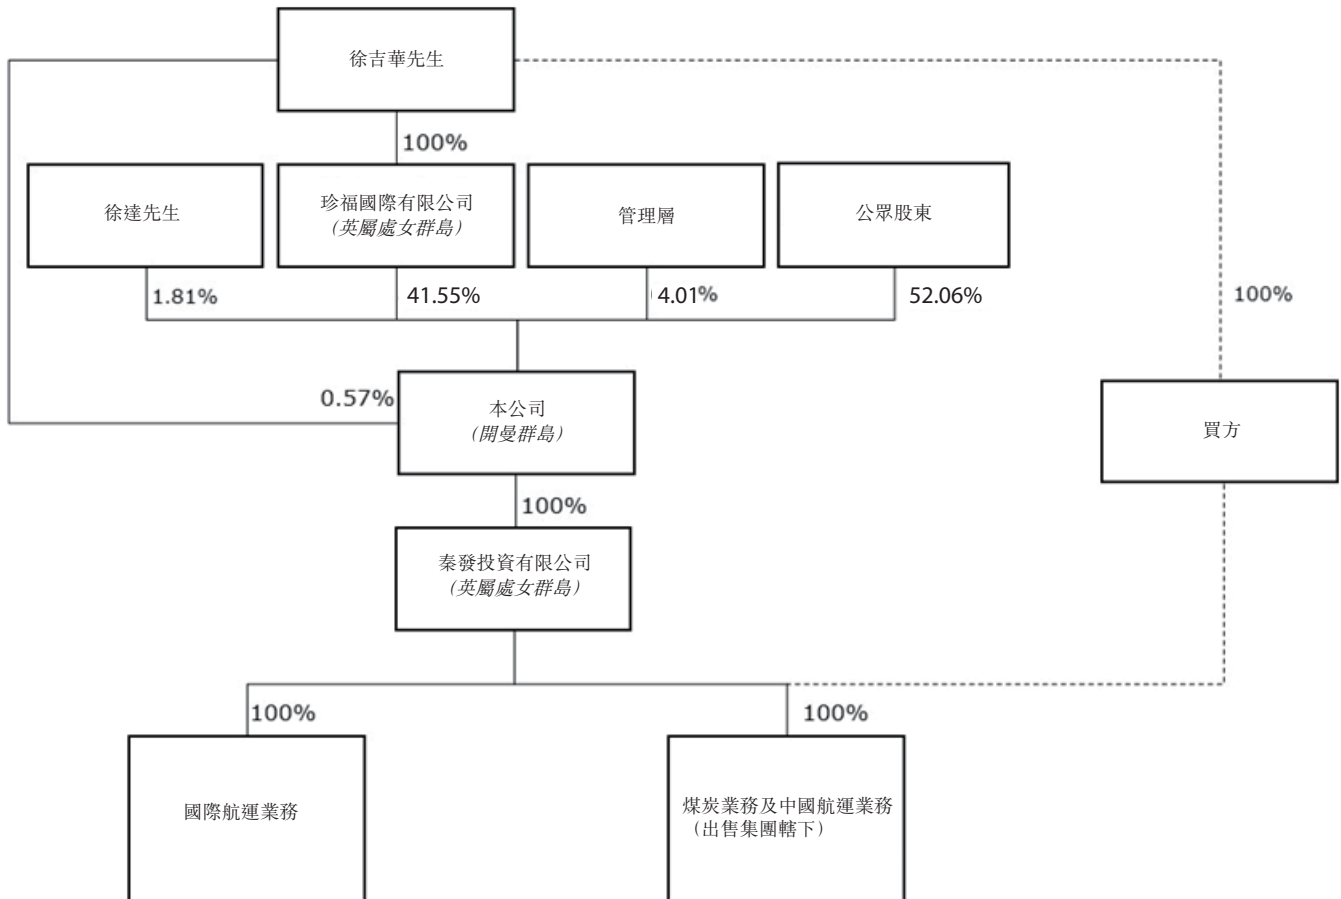 徐吉華先生
100%
徐達先生
珍福國際有限公司
（英屬處女群島）
管理層
公眾股東
1.81%
41.55%
4.01%
52.06%
100%
0.57%
本公司
（開曼群島）
買方
100%
秦發投資有限公司
（英屬處女群島）
100%
100%
國際航運業務
煤炭業務及中國航運業務
（出售集團轄下）